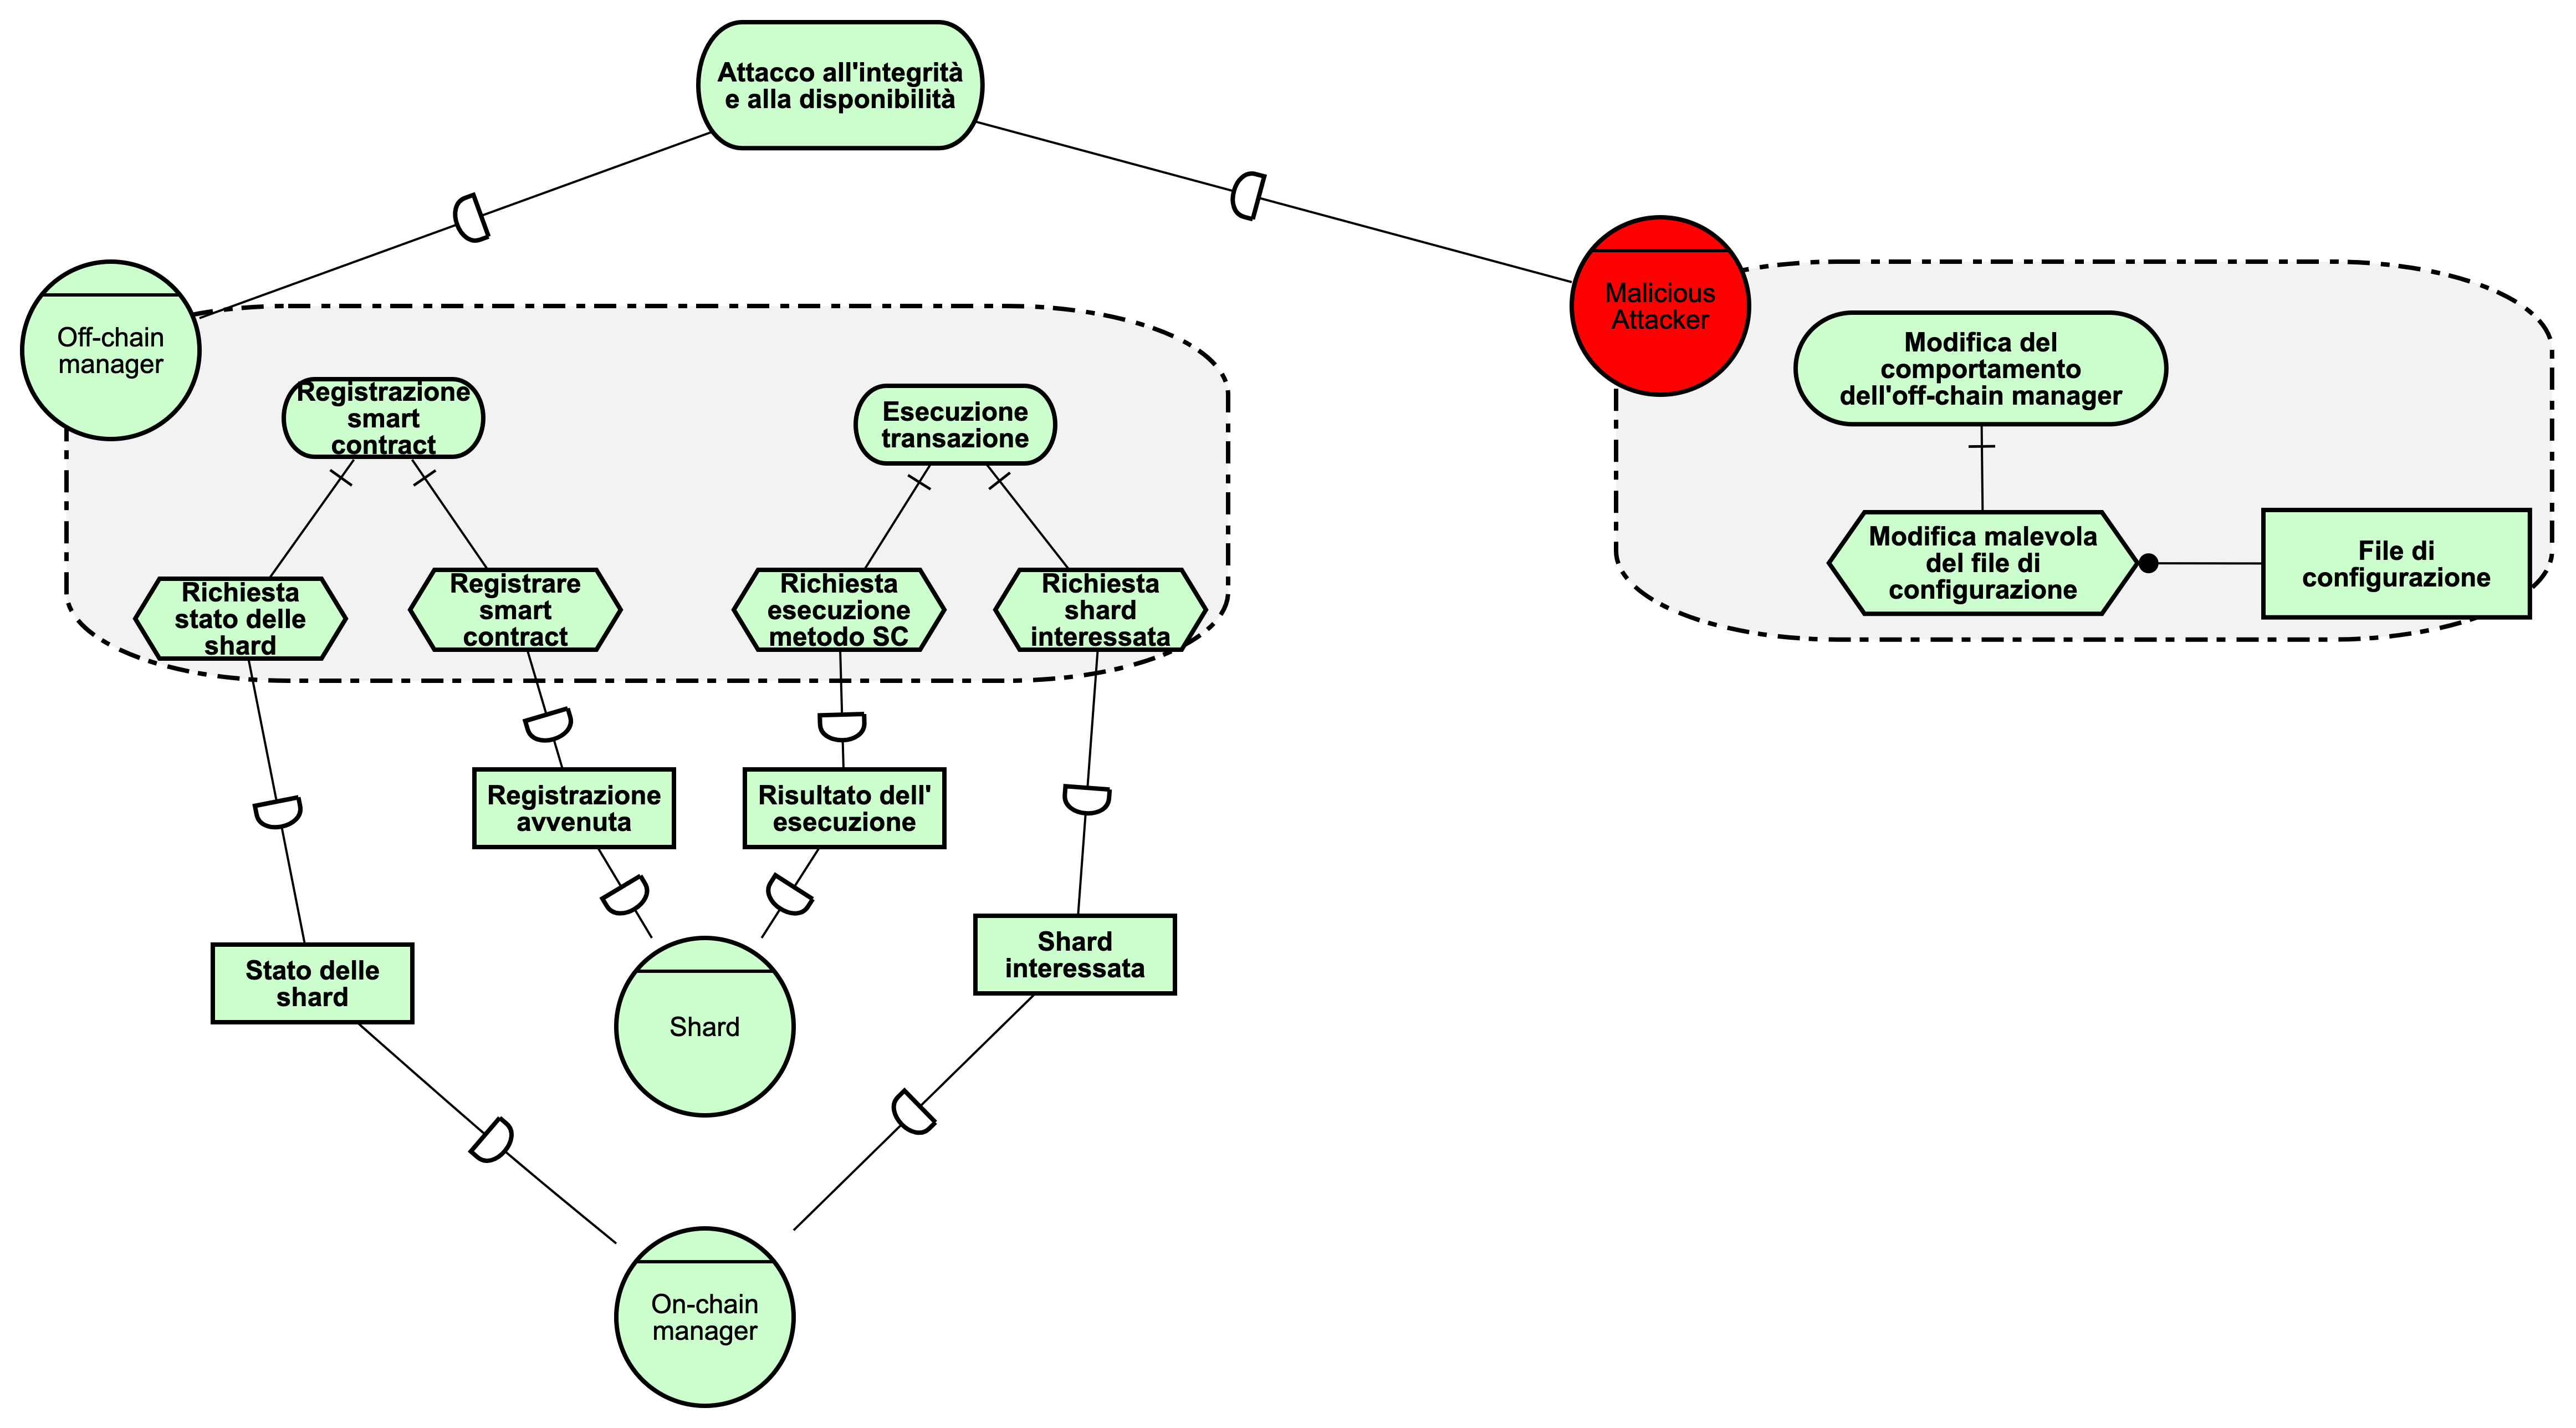 Attacco all'integrità
e alla disponibilità
Malicious
Attacker
Off-chain
manager
Modifica del
comportamento
dell'off-chain manager
Registrazione
smart
contract
Esecuzione
transazione
Modifica malevola
del file di
configurazione
File di
configurazione
Richiesta
stato delle
shard
Registrare
smart
contract
Richiesta
esecuzione
metodo SC
Richiesta
shard
interessata
Registrazione
avvenuta
Risultato dell'
esecuzione
Stato delle
shard
Shard
interessata
Shard
On-chain
manager